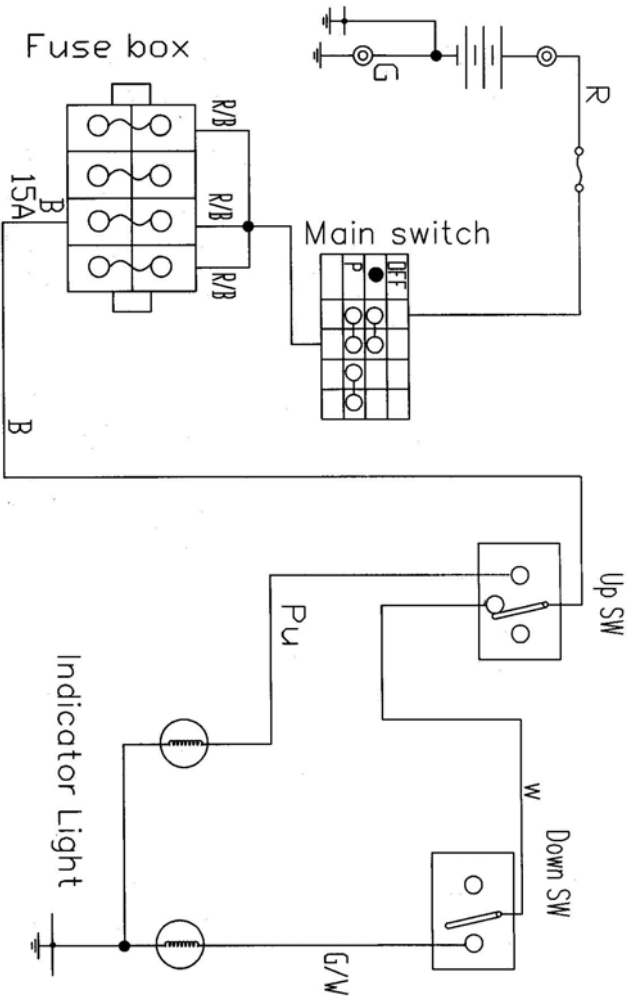 Fuse box
R
G
R/B
R/B
R/B
B
15A
Main switch
OFF
P
B
Up SW
Pu
Indicator Light
W
Down SW
G/W